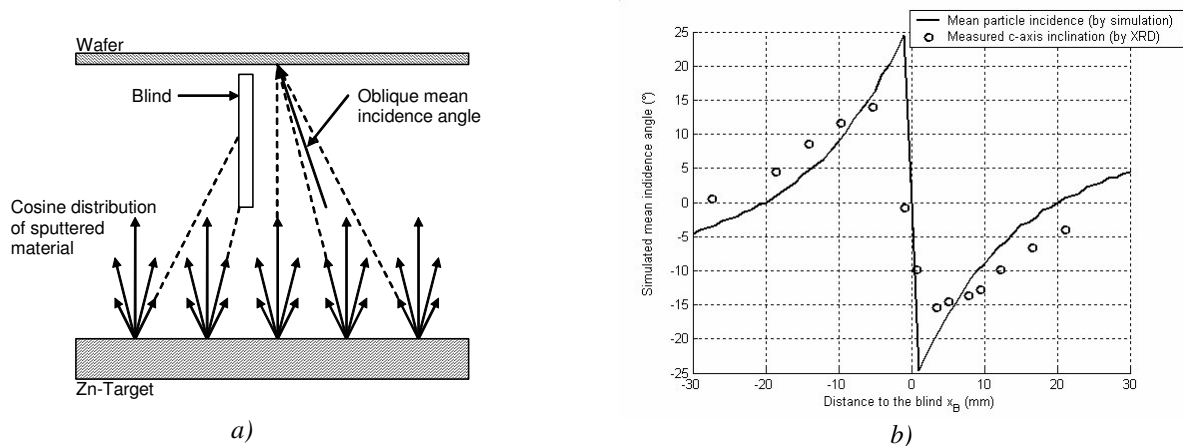 Wafer
Blind
Oblique mean
incidence angle
Cosine distribution
of sputtered
material
Zn-Target
a)
Mean particle incidence (by simulation)
Measured c-axis inclination (by XRD)
Simulated mean indidence angle (°)
25
20
15
10
5
0
-5
-10
-15
-20
-25
-30
-20
-10
0
10
20
30
Distance to the blind x_B (mm)
b)